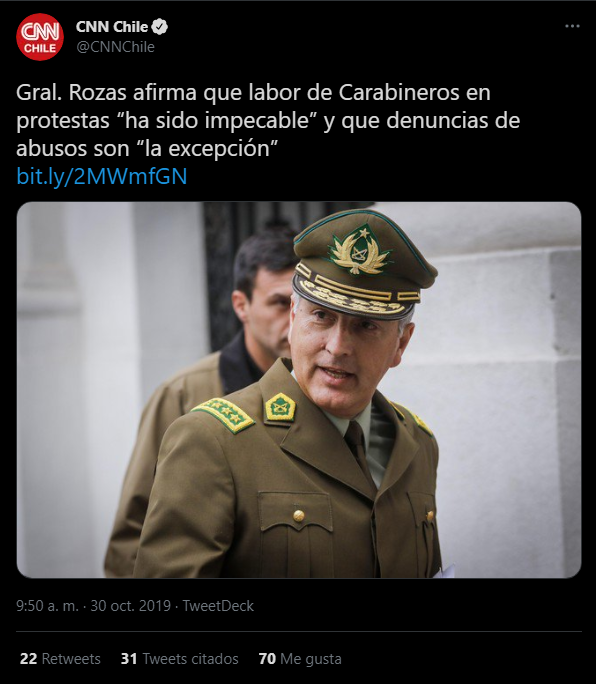 CNN
CHILE
CNN Chile
@CNNChile
Gral. Rozas afirma que labor de Carabineros en
protestas “ha sido impecable” y que denuncias de
abusos son “la excepción”
bit.ly/2MWmfGN
9:50 a. m. · 30 oct. 2019 · TweetDeck
22 Retweets 31 Tweets citados 70 Me gusta